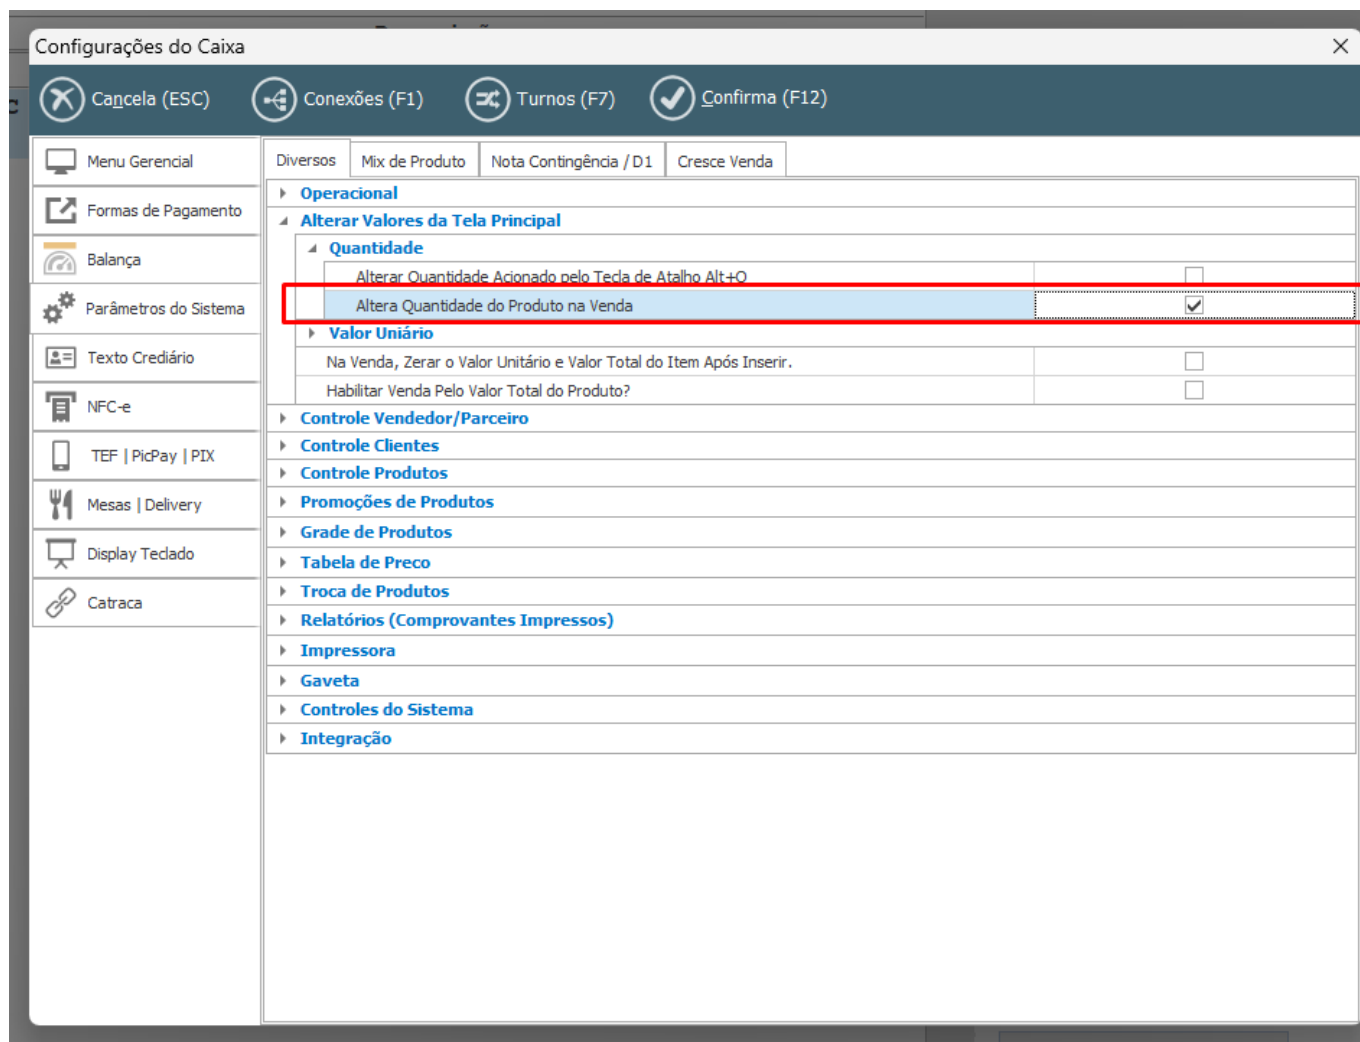 Configurações do Caixa
Cancela (ESC) Conexões (F1) Turnos (F7) Confirma (F12)
Menu Gerencial
Formas de Pagamento
Balança
Parâmetros do Sistema
Texto Crediário
NFC-e
TEF | PicPay | PIX
Mesas | Delivery
Display Teclado
Catraca
Diversos Mix de Produto Nota Contingência / D1 Cresce Venda
Operacional
Alterar Valores da Tela Principal
Quantidade
Alterar Quantidade Acionado pelo Tecla de Atalho Alt+Q
Altera Quantidade do Produto na Venda
Valor Uniário
Na Venda, Zerar o Valor Unitário e Valor Total do Item Após Inserir.
Habilitar Venda Pelo Valor Total do Produto?
Controle Vendedor/Parceiro
Controle Clientes
Controle Produtos
Promoções de Produtos
Grade de Produtos
Tabela de Preco
Troca de Produtos
Relatórios (Comprovantes Impressos)
Impressora
Gaveta
Controles do Sistema
Integração